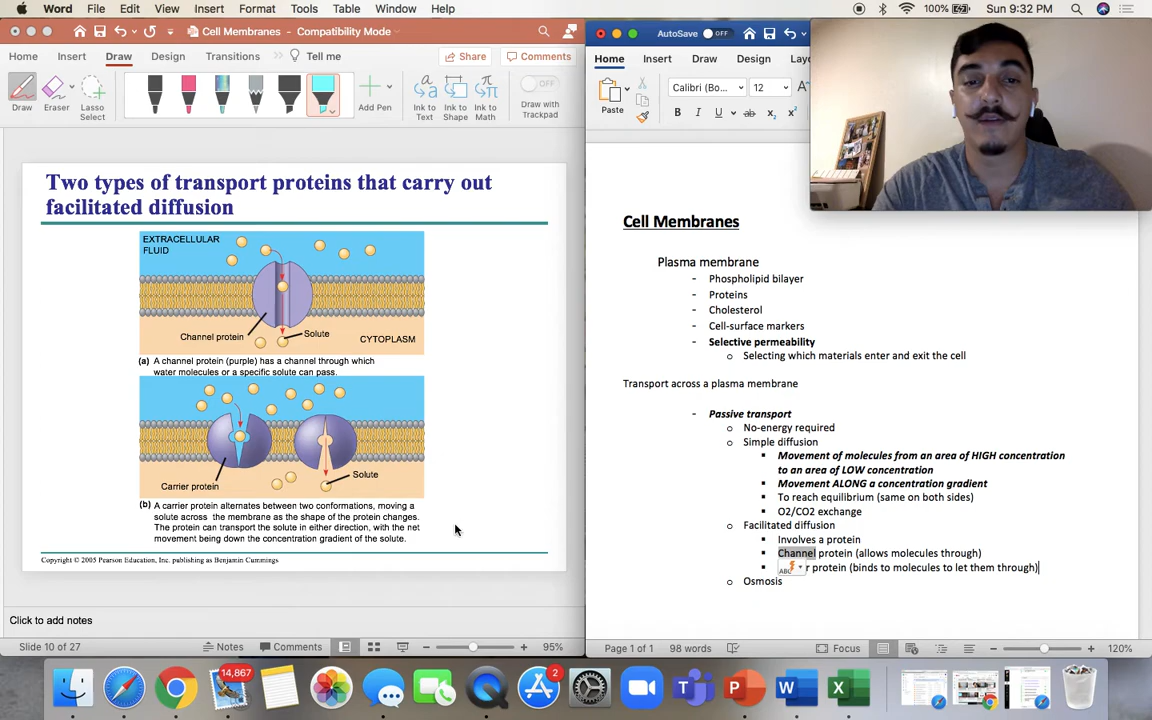 Word File Edit View Insert Format Tools Table Window Help 100% Sun 9:32 PM
Cell Membranes - Compatibility Mode
Home Insert Draw Design Transitions Tell me Share Comments
Draw Eraser Lasso Select Add Pen Ink to Text Ink to Shape Ink to Math OFF Draw with Trackpad
Two types of transport proteins that carry out
facilitated diffusion
EXTRACELLULAR
FLUID
Channel protein
Solute
CYTOPLASM
(a) A channel protein (purple) has a channel through which
water molecules or a specific solute can pass.
Carrier protein
Solute
(b) A carrier protein alternates between two conformations, moving a
solute across the membrane as the shape of the protein changes.
The protein can transport the solute in either direction, with the net
movement being down the concentration gradient of the solute.
Copyright © 2005 Pearson Education, Inc. publishing as Benjamin Cummings
Click to add notes
Slide 10 of 27 Notes Comments 95%
AutoSave OFF
Home Insert Draw Design
Paste Calibri (Bo... 12
B I U ab x₂ x²
Cell Membranes
Plasma membrane
- Phospholipid bilayer
- Proteins
- Cholesterol
- Cell-surface markers
- Selective permeability
o Selecting which materials enter and exit the cell
Transport across a plasma membrane
- Passive transport
o No-energy required
o Simple diffusion
▪ Movement of molecules from an area of HIGH concentration
to an area of LOW concentration
▪ Movement ALONG a concentration gradient
▪ To reach equilibrium (same on both sides)
▪ O2/CO2 exchange
o Facilitated diffusion
▪ Involves a protein
▪ Channel protein (allows molecules through)
▪ r protein (binds to molecules to let them through)
o Osmosis
Page 1 of 1 98 words Focus 120%
14,867
2